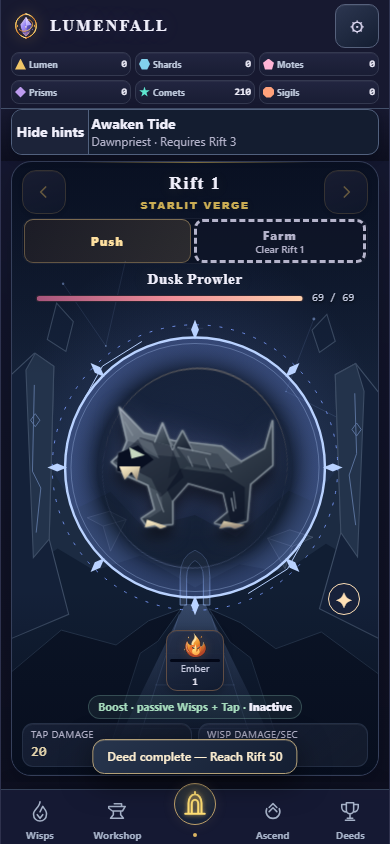 LUMENFALL
Lumen 0
Shards 0
Motes 0
Prisms 0
Comets 210
Sigils 0
Hide hints
Awaken Tide
Dawnpriest · Requires Rift 3
Rift 1
STARLIT VERGE
Push
Farm
Clear Rift 1
Dusk Prowler
69 / 69
Ember
1
Boost · passive Wisps + Tap · Inactive
TAP DAMAGE
20
WISP DAMAGE/SEC
Deed complete — Reach Rift 50
Wisps
Workshop
Ascend
Deeds